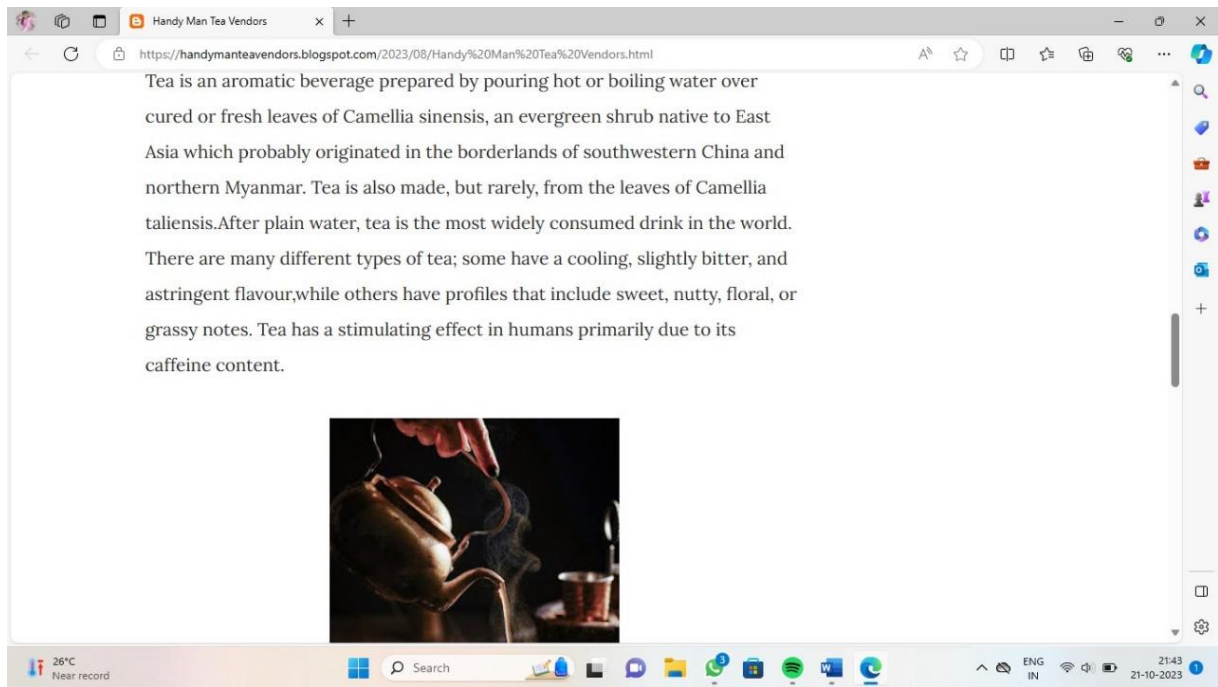 Handy Man Tea Vendors
https://handymanteavendors.blogspot.com/2023/08/Handy%20Man%20Tea%20Vendors.html
Tea is an aromatic beverage prepared by pouring hot or boiling water over
cured or fresh leaves of Camellia sinensis, an evergreen shrub native to East
Asia which probably originated in the borderlands of southwestern China and
northern Myanmar. Tea is also made, but rarely, from the leaves of Camellia
taliensis.After plain water, tea is the most widely consumed drink in the world.
There are many different types of tea; some have a cooling, slightly bitter, and
astringent flavour,while others have profiles that include sweet, nutty, floral, or
grassy notes. Tea has a stimulating effect in humans primarily due to its
caffeine content.
26°C
Near record
Search
3
ENG
IN
21:43
21-10-2023
1